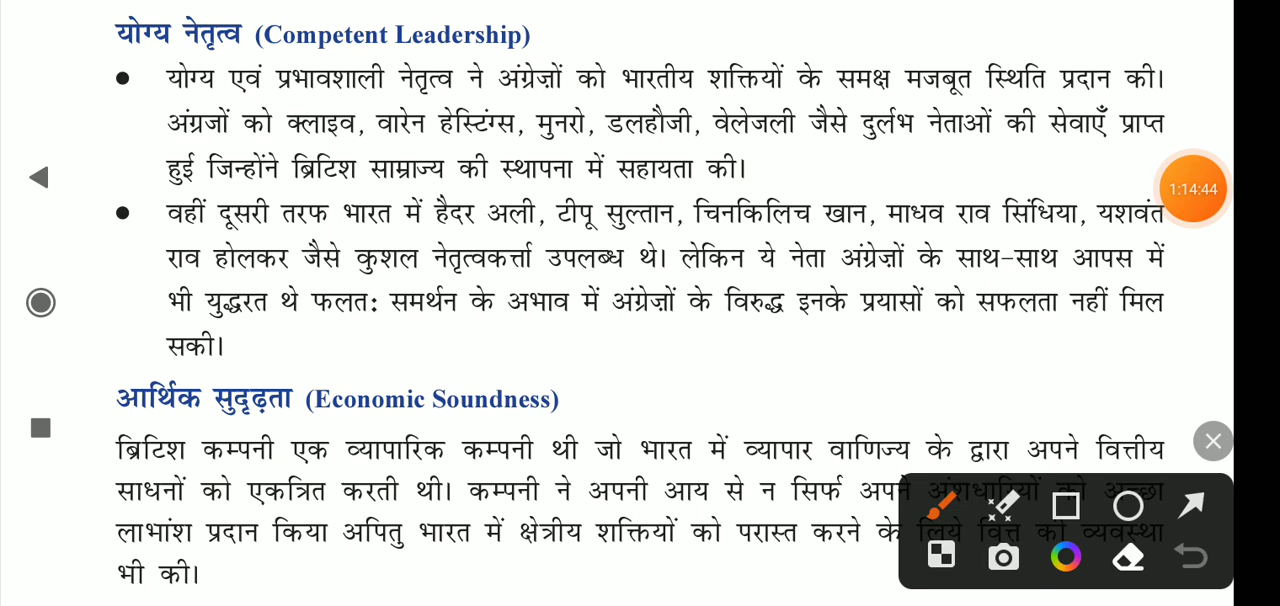 योग्य नेतृत्व (Competent Leadership)
● योग्य एवं प्रभावशाली नेतृत्व ने अंग्रेज़ों को भारतीय शक्तियों के समक्ष मजबूत स्थिति प्रदान की।
अंग्रजों को क्लाइव, वारेन हेस्टिंग्स, मुनरो, डलहौजी, वेलेजली जैसे दुर्लभ नेताओं की सेवाएँ प्राप्त
हुई जिन्होंने ब्रिटिश साम्राज्य की स्थापना में सहायता की।
1:14:44
● वहीं दूसरी तरफ भारत में हैदर अली, टीपू सुल्तान, चिनकिलिच खान, माधव राव सिंधिया, यशवंत
राव होलकर जैसे कुशल नेतृत्वकर्त्ता उपलब्ध थे। लेकिन ये नेता अंग्रेज़ों के साथ-साथ आपस में
भी युद्धरत थे फलत: समर्थन के अभाव में अंग्रेज़ों के विरुद्ध इनके प्रयासों को सफलता नहीं मिल
सकी।
आर्थिक सुदृढ़ता (Economic Soundness)
ब्रिटिश कम्पनी एक व्यापारिक कम्पनी थी जो भारत में व्यापार वाणिज्य के द्वारा अपने वित्तीय
साधनों को एकत्रित करती थी। कम्पनी ने अपनी आय से न सिर्फ अपने अंशधारियों को अच्छा
लाभांश प्रदान किया अपितु भारत में क्षेत्रीय शक्तियों को परास्त करने के लिये वित्त की व्यवस्था
भी की।